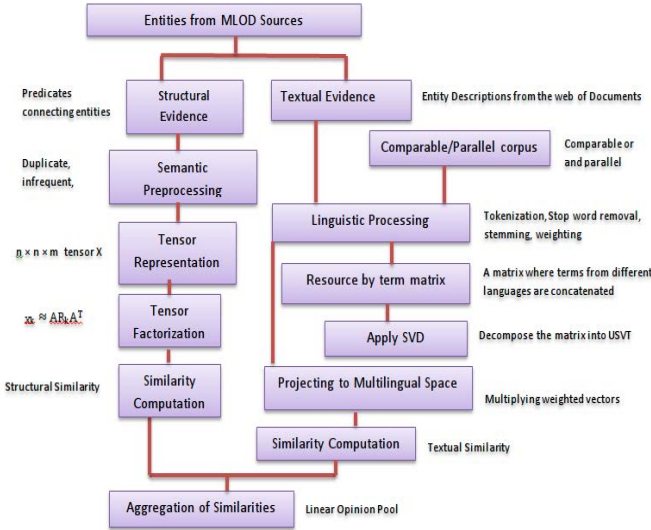 Entities from MLOD Sources
Predicates
connecting entities
Structural
Evidence
Textual Evidence
Entity Descriptions from the web of Documents
Comparable/Parallel corpus
Comparable or
and parallel
Duplicate,
infrequent,
Semantic
Preprocessing
Linguistic Processing
Tokenization, Stop word removal,
stemming, weighting
n × n × m tensor X
Tensor
Representation
Resource by term matrix
A matrix where terms from different
languages are concatenated
xₖ ≈ ARₖAᵀ
Tensor
Factorization
Apply SVD
Decompose the matrix into USVT
Structural Similarity
Similarity
Computation
Projecting to Multilingual Space
Multiplying weighted vectors
Similarity Computation
Textual Similarity
Aggregation of Similarities
Linear Opinion Pool